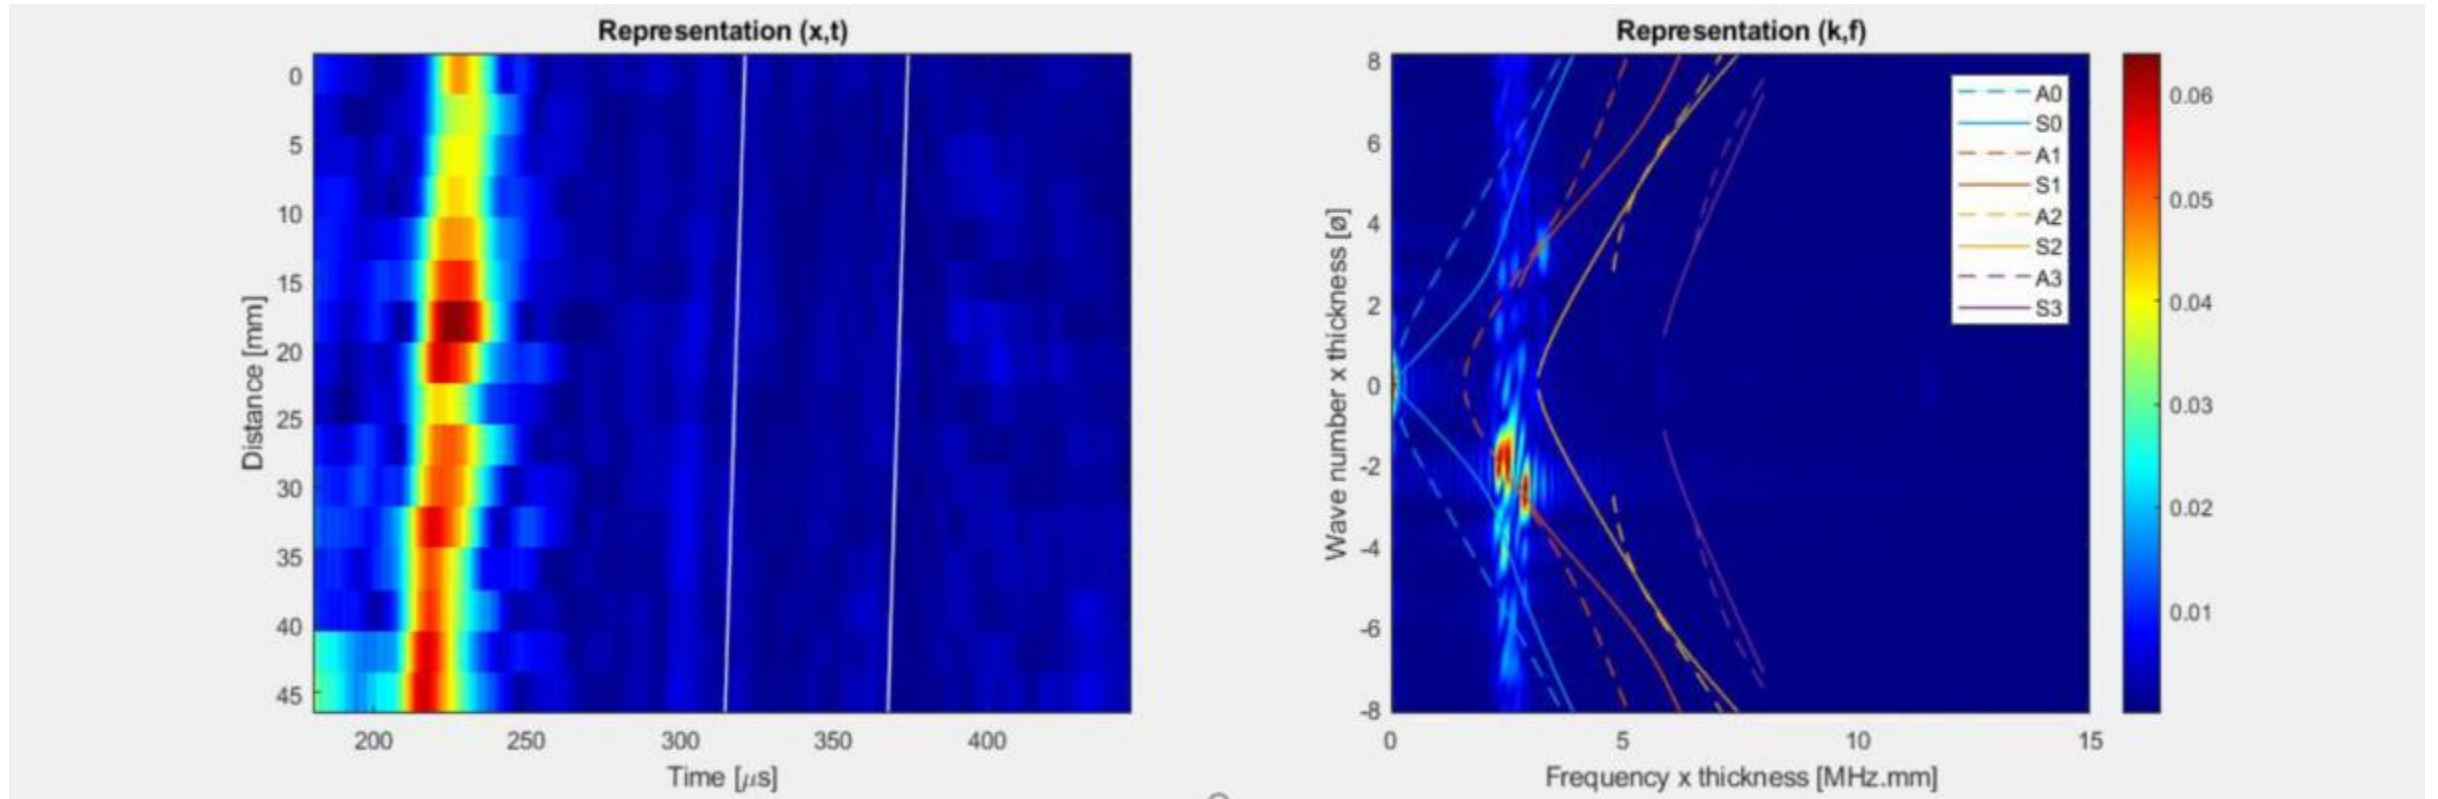 Representation (x,t)
0
5
10
15
20
25
30
35
40
45
Distance [mm]
200
250
300
350
400
Time [μs]
Representation (k,f)
8
6
4
2
0
-2
-4
-6
-8
Wave number x thickness [ø]
0
5
10
15
Frequency x thickness [MHz.mm]
A0
S0
A1
S1
A2
S2
A3
S3
0.06
0.05
0.04
0.03
0.02
0.01